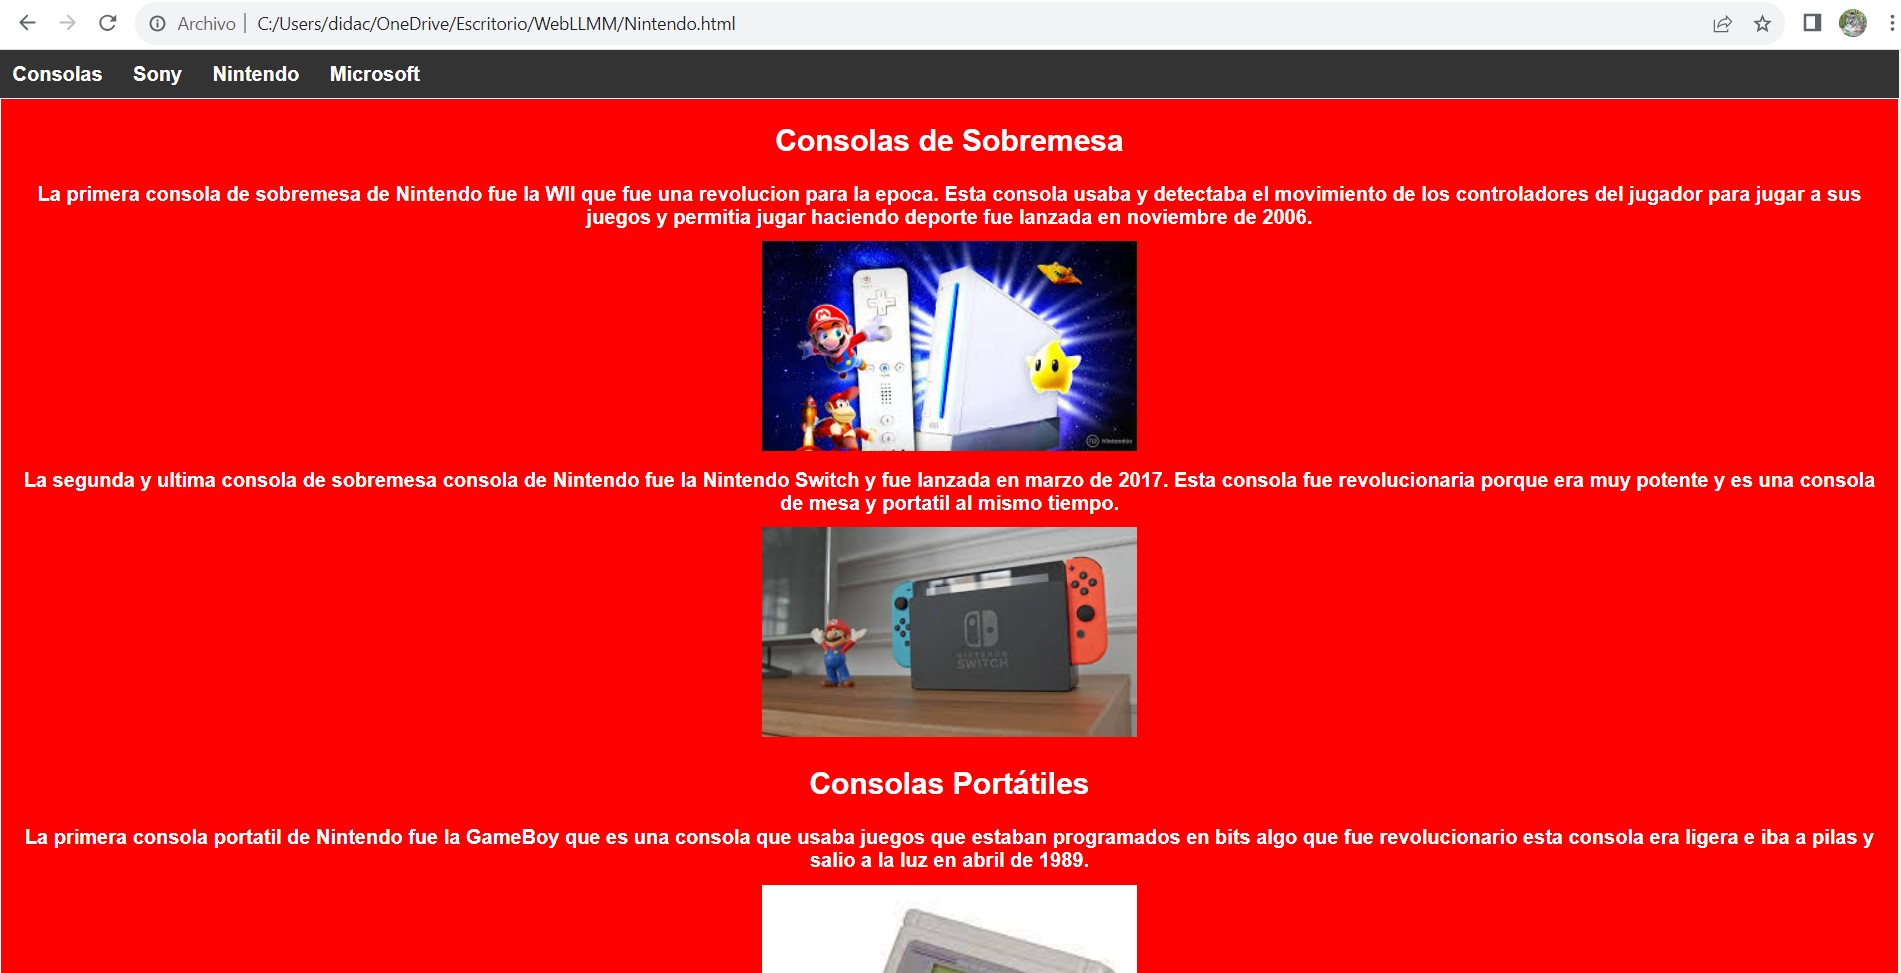 Archivo | C:/Users/didac/OneDrive/Escritorio/WebLLMM/Nintendo.html
Consolas Sony Nintendo Microsoft
Consolas de Sobremesa
La primera consola de sobremesa de Nintendo fue la WII que fue una revolucion para la epoca. Esta consola usaba y detectaba el movimiento de los controladores del jugador para jugar a sus
juegos y permitia jugar haciendo deporte fue lanzada en noviembre de 2006.
La segunda y ultima consola de sobremesa consola de Nintendo fue la Nintendo Switch y fue lanzada en marzo de 2017. Esta consola fue revolucionaria porque era muy potente y es una consola
de mesa y portatil al mismo tiempo.
NINTENDO
SWITCH
Consolas Portátiles
La primera consola portatil de Nintendo fue la GameBoy que es una consola que usaba juegos que estaban programados en bits algo que fue revolucionario esta consola era ligera e iba a pilas y
salio a la luz en abril de 1989.